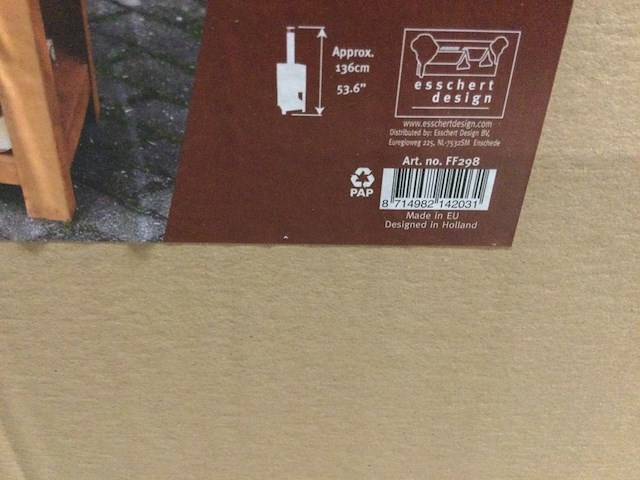 Approx.
136cm
53.6"
esschert
design
www.esschertdesign.com
Distributed by: Esschert Design BV,
Euregioweg 225, NL-7532SM Enschede
Art. no. FF298
PAP
8 714982 142031
Made in EU
Designed in Holland